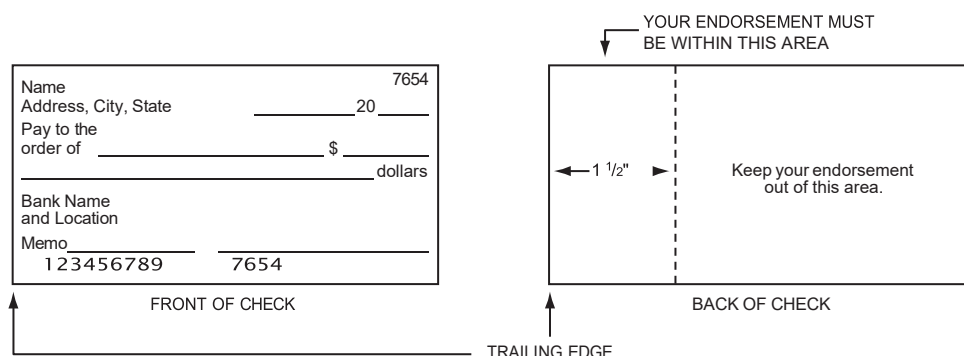 YOUR ENDORSEMENT MUST
BE WITHIN THIS AREA
Name 7654
Address, City, State 20
Pay to the
order of $
dollars
Bank Name
and Location
Memo
123456789 7654
FRONT OF CHECK
1 1/2"
Keep your endorsement
out of this area.
BACK OF CHECK
TRAILING EDGE